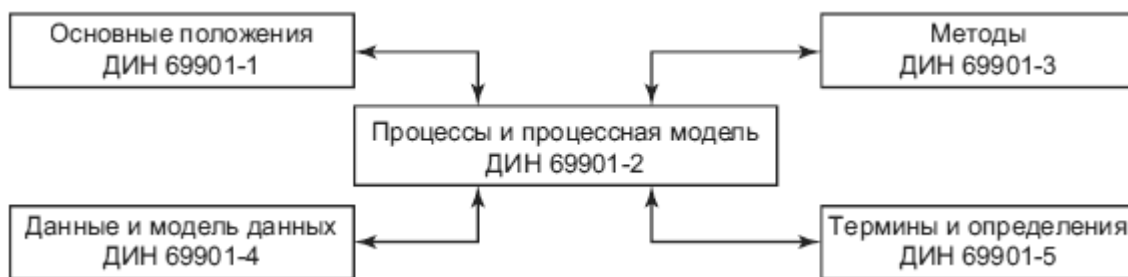 Основные положения
ДИН 69901-1
Методы
ДИН 69901-3
Процессы и процессная модель
ДИН 69901-2
Данные и модель данных
ДИН 69901-4
Термины и определения
ДИН 69901-5